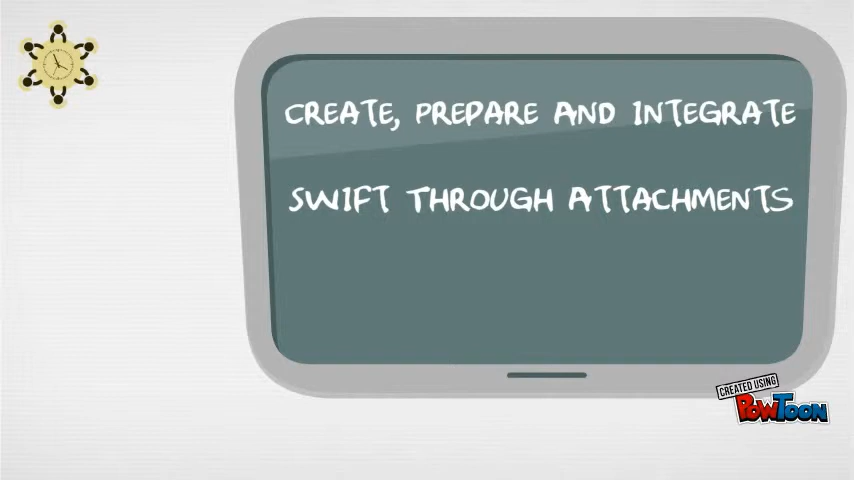 CREATE, PREPARE AND INTEGRATE
SWIFT THROUGH ATTACHMENTS
CREATED USING
POWTOON